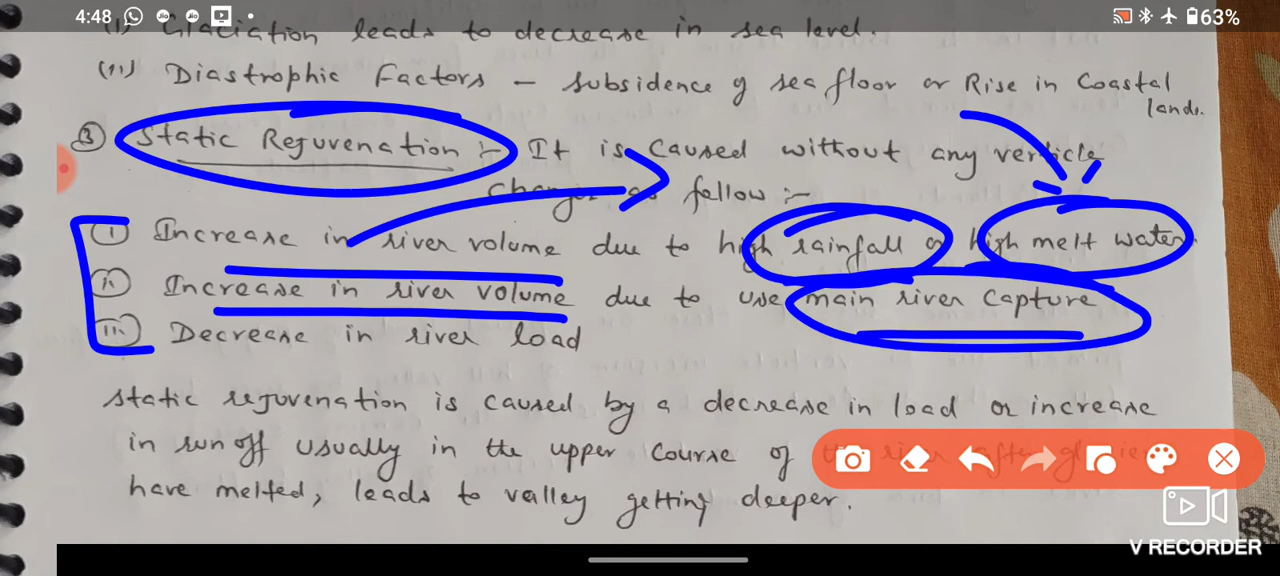 4:48 63%
(i) Glaciation leads to decrease in sea level.
(ii) Diastrophic Factors - subsidence of sea floor or Rise in Coastal
lands.
③ Static Rejuvenation :- It is caused without any verticle
changes as follow :-
(i) Increase in river volume due to high rainfall or high melt water
(ii) Increase in river volume due to use main river capture
(iii) Decrease in river load
static rejuvenation is caused by a decrease in load or increase
in run off usually in the upper course of
have melted, leads to valley getting deeper.
V RECORDER